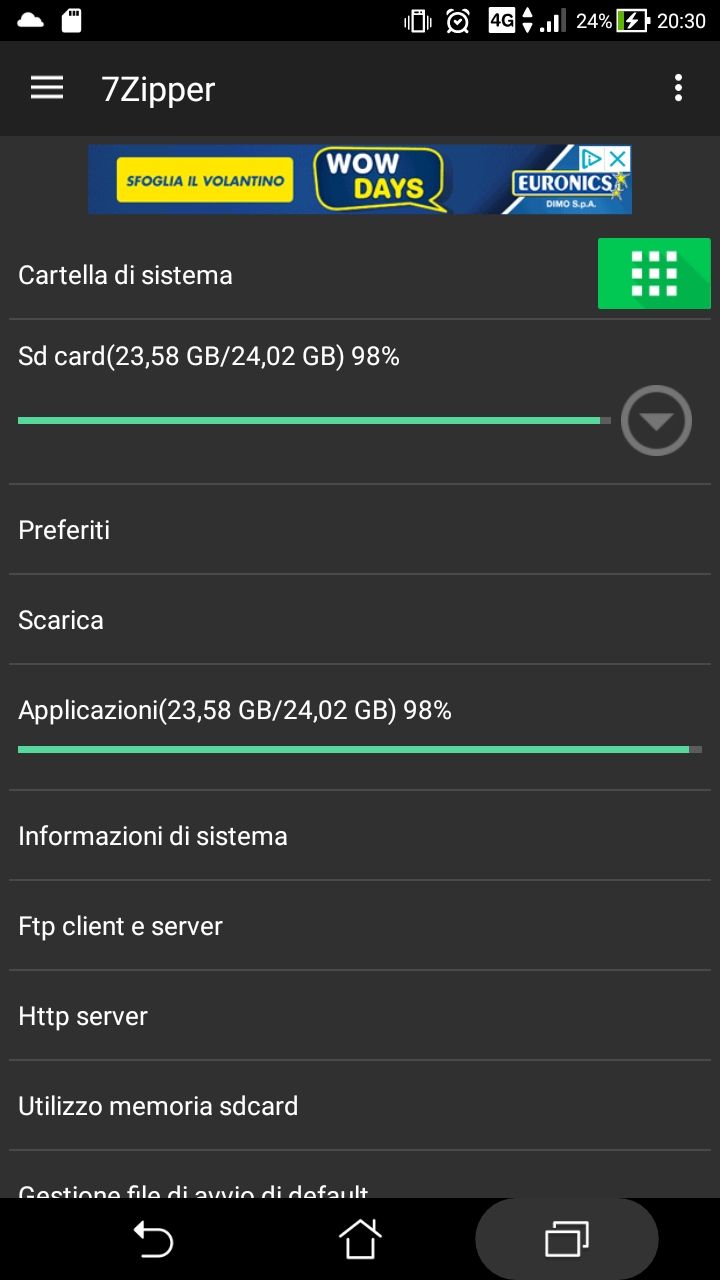 4G 24% 20:30
7Zipper
SFOGLIA IL VOLANTINO
WOW
DAYS
EURONICS
DIMO S.p.A.
Cartella di sistema
Sd card(23,58 GB/24,02 GB) 98%
Preferiti
Scarica
Applicazioni(23,58 GB/24,02 GB) 98%
Informazioni di sistema
Ftp client e server
Http server
Utilizzo memoria sdcard
Gestione file di avvio di default